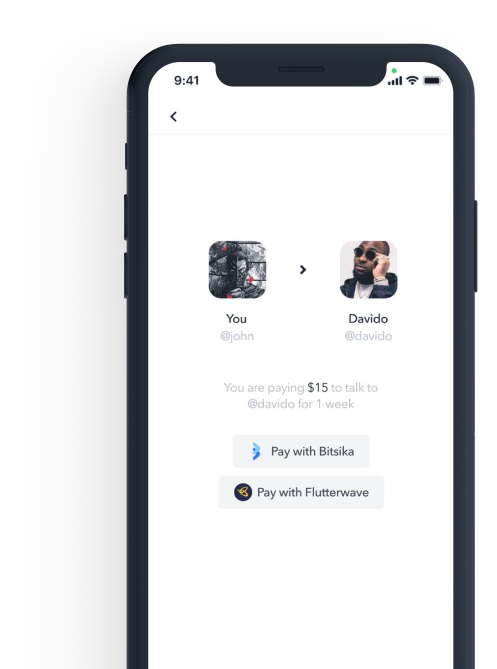 9:41
You
@john
Davido
@davido
You are paying $15 to talk to
@davido for 1 week
Pay with Bitsika
Pay with Flutterwave